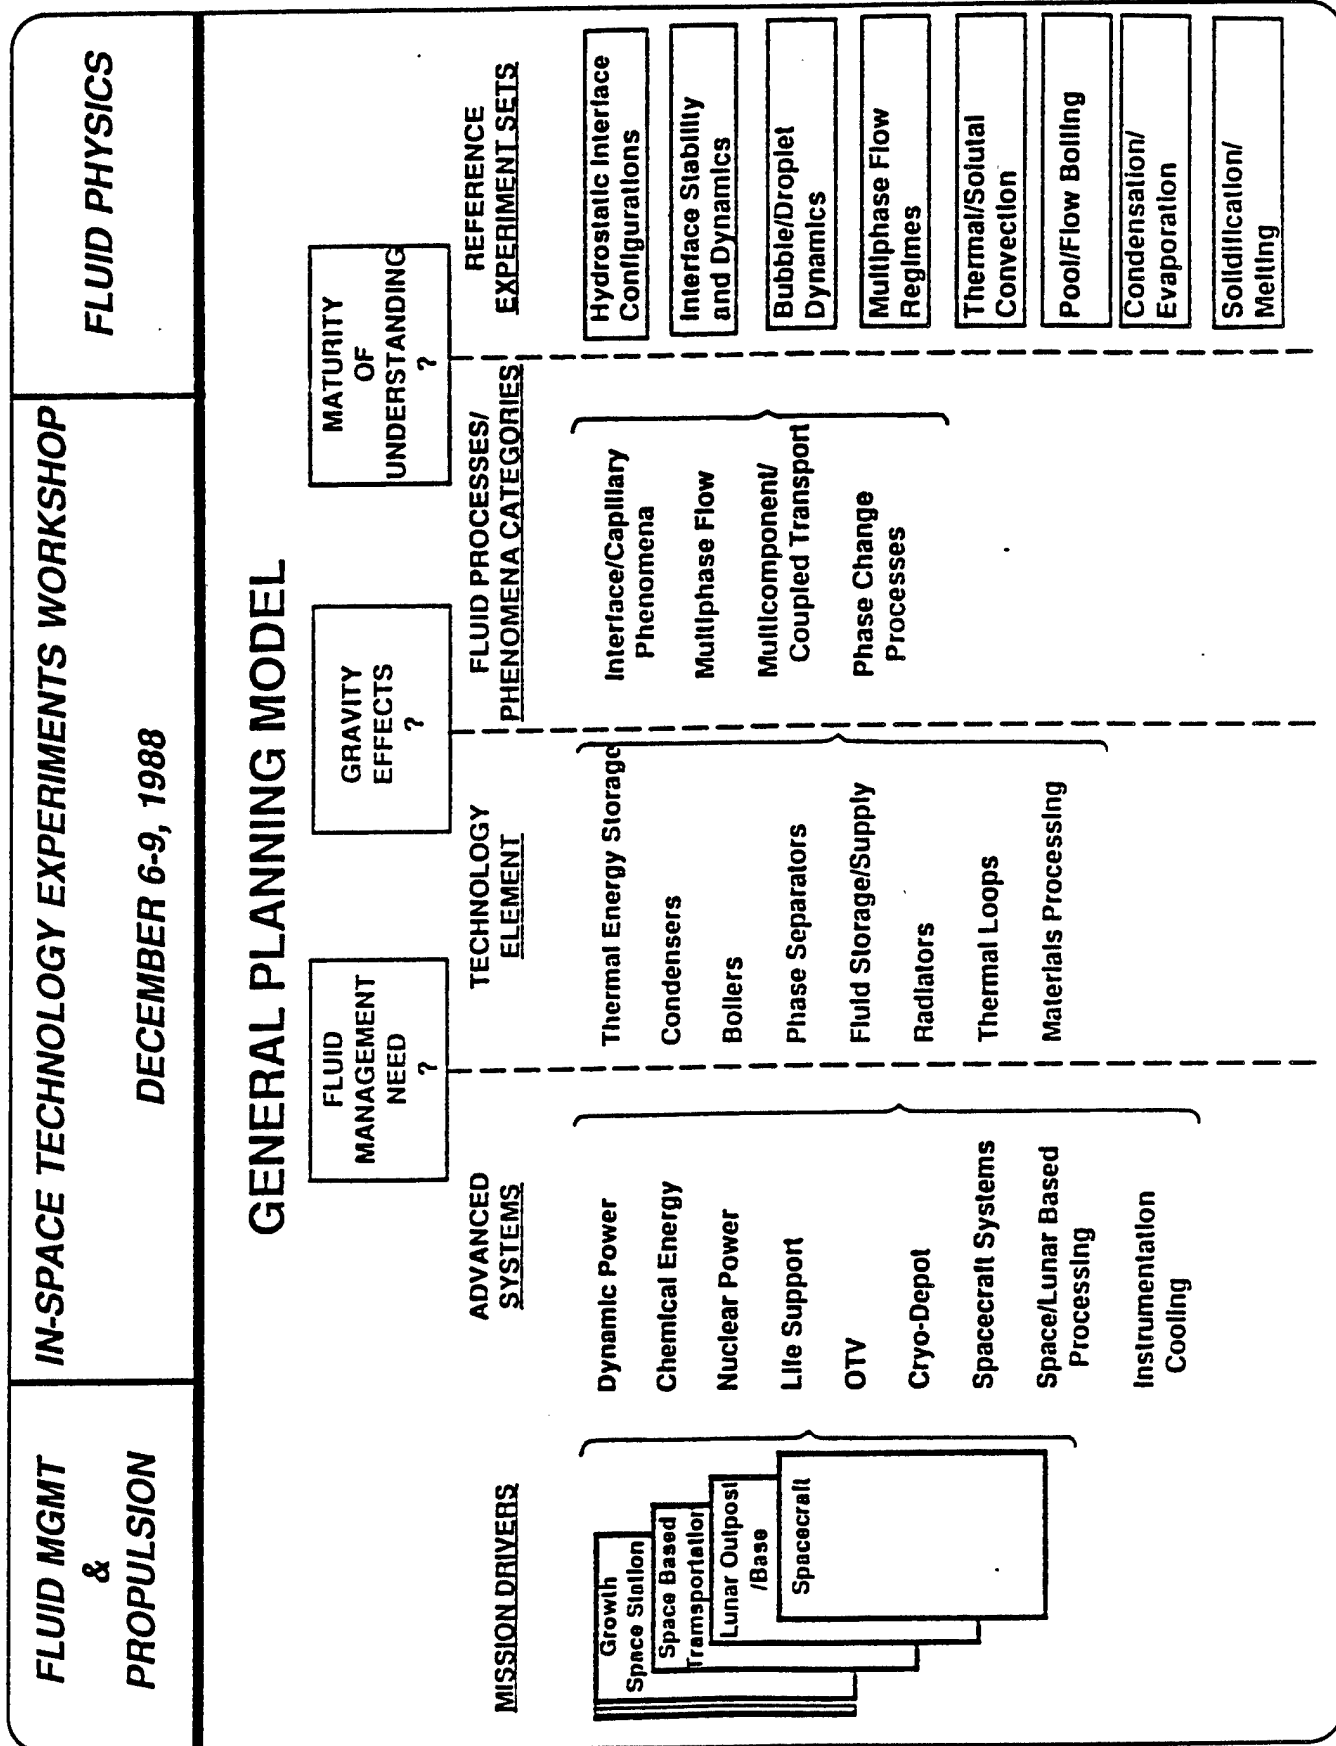 FLUID MGMT
&
PROPULSION
IN-SPACE TECHNOLOGY EXPERIMENTS WORKSHOP
DECEMBER 6-9, 1988
FLUID PHYSICS
GENERAL PLANNING MODEL
FLUID
MANAGEMENT
NEED
?
GRAVITY
EFFECTS
?
MATURITY
OF
UNDERSTANDING
?
MISSION DRIVERS
Growth
Space Station
Space Based
Tramsportation
Lunar Outpost
/Base
Spacecraft
ADVANCED
SYSTEMS
Dynamic Power
Chemical Energy
Nuclear Power
Life Support
OTV
Cryo-Depot
Spacecraft Systems
Space/Lunar Based
Processing
Instrumentation
Cooling
TECHNOLOGY
ELEMENT
Thermal Energy Storage
Condensers
Boilers
Phase Separators
Fluid Storage/Supply
Radiators
Thermal Loops
Materials Processing
FLUID PROCESSES/
PHENOMENA CATEGORIES
Interface/Capillary
Phenomena
Multiphase Flow
Multicomponent/
Coupled Transport
Phase Change
Processes
REFERENCE
EXPERIMENT SETS
Hydrostatic Interface
Configurations
Interface Stability
and Dynamics
Bubble/Droplet
Dynamics
Multiphase Flow
Regimes
Thermal/Solutal
Convection
Pool/Flow Boiling
Condensation/
Evaporation
Solidification/
Melting